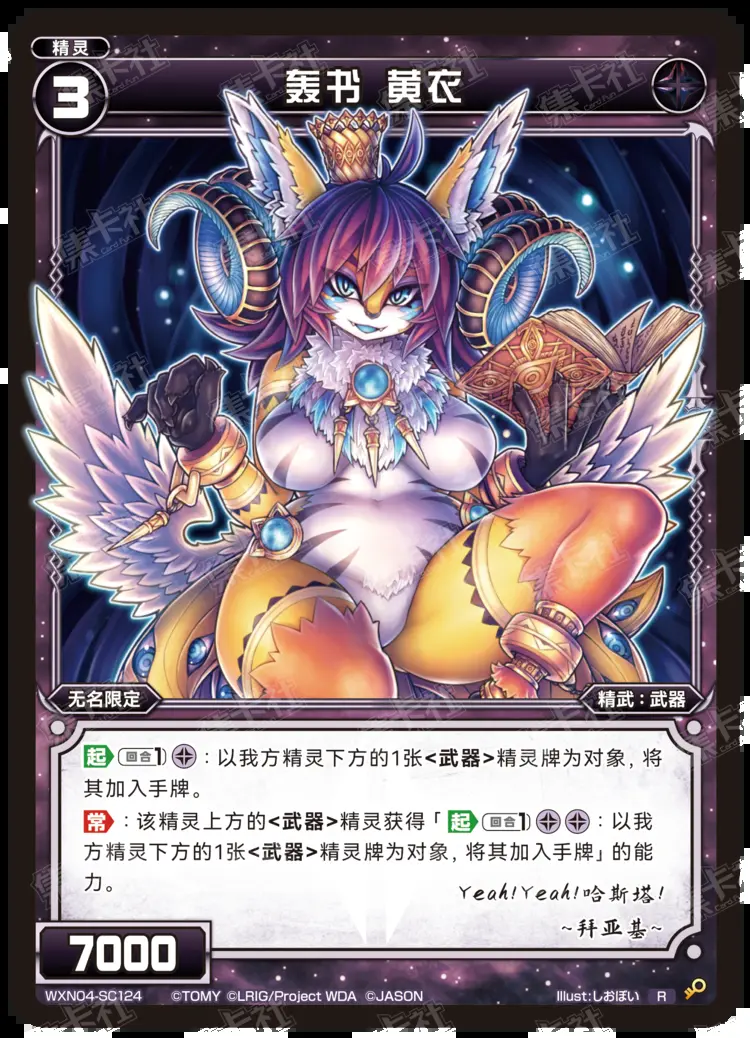 精灵
3
轰书 黄衣
无名限定
精武：武器
起 回合1 ：以我方精灵下方的1张<武器>精灵牌为对象，将
其加入手牌。
常：该精灵上方的<武器>精灵获得「起 回合1 ：以我
方精灵下方的1张<武器>精灵牌为对象，将其加入手牌」的能
力。
Yeah!Yeah!哈斯塔!
~拜亚基~
7000
WXN04-SC124 ©TOMY ©LRIG/Project WDA ©JASON Illust:しおぼい R
集卡社